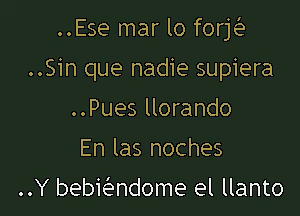 ..Ese mar lo forjé
..Sin que nadie supiera
..Pues llorando
En las noches
..Y bebiéndome el llanto